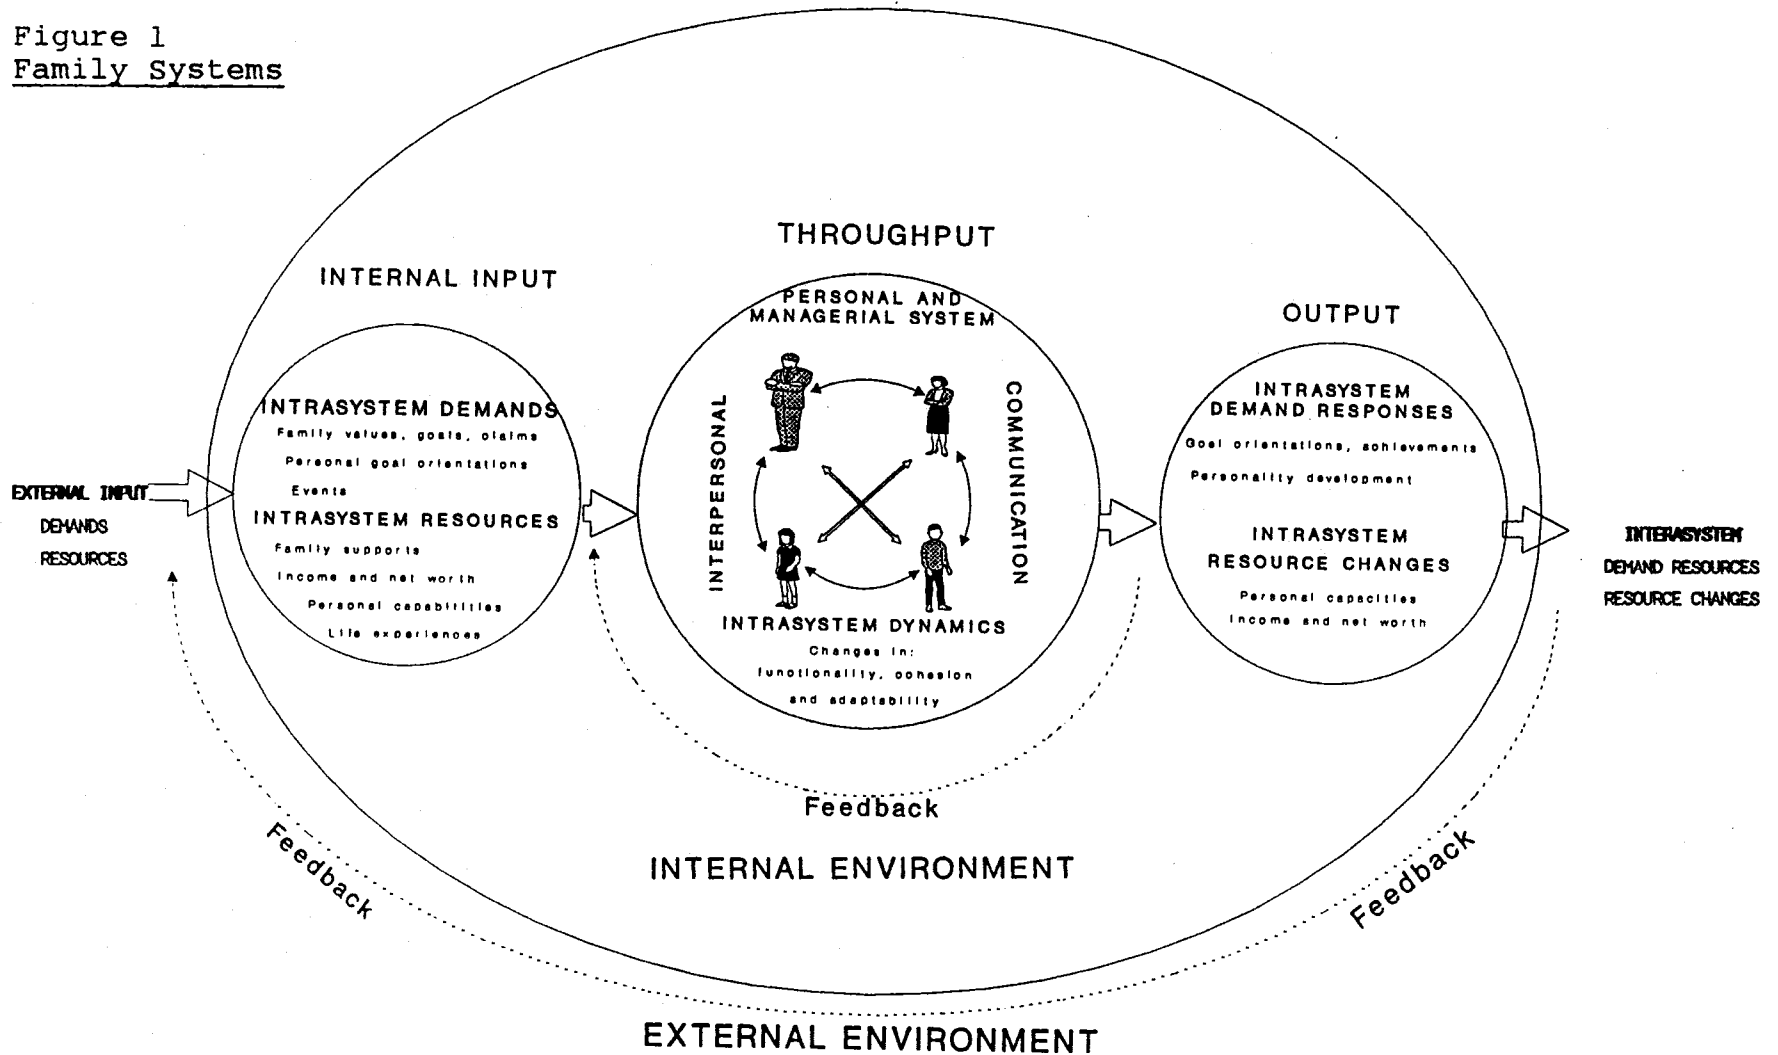 Figure 1
Family Systems
THROUGHPUT
INTERNAL INPUT
OUTPUT
EXTERNAL INPUT
DEMANDS
RESOURCES
INTRASYSTEM DEMANDS
Family values, goals, claims
Personal goal orientations
Events
INTRASYSTEM RESOURCES
Family supports
Income and net worth
Personal capabilities
Life experiences
PERSONAL AND
MANAGERIAL SYSTEM
INTERPERSONAL
COMMUNICATION
INTRASYSTEM DYNAMICS
Changes in:
functionality, cohesion
and adaptability
INTRASYSTEM
DEMAND RESPONSES
Goal orientations, achievements
Personality development
INTRASYSTEM
RESOURCE CHANGES
Personal capacities
Income and net worth
INTERASYSTEM
DEMAND RESOURCES
RESOURCE CHANGES
Feedback
Feedback
Feedback
INTERNAL ENVIRONMENT
EXTERNAL ENVIRONMENT